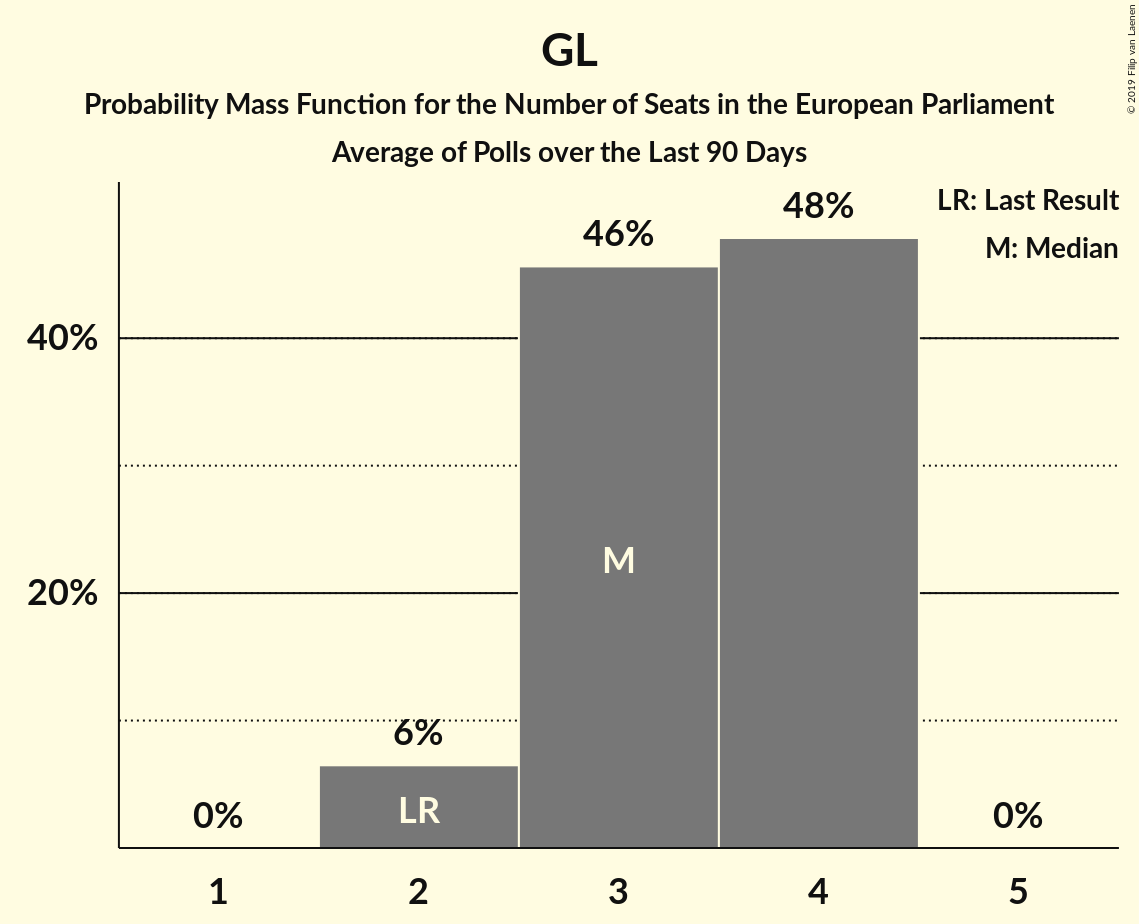 GL
Probability Mass Function for the Number of Seats in the European Parliament
Average of Polls over the Last 90 Days
© 2019 Filip van Laenen
LR: Last Result
M: Median
48%
46%
40%
M
20%
6%
LR
0%
0%
1 2 3 4 5